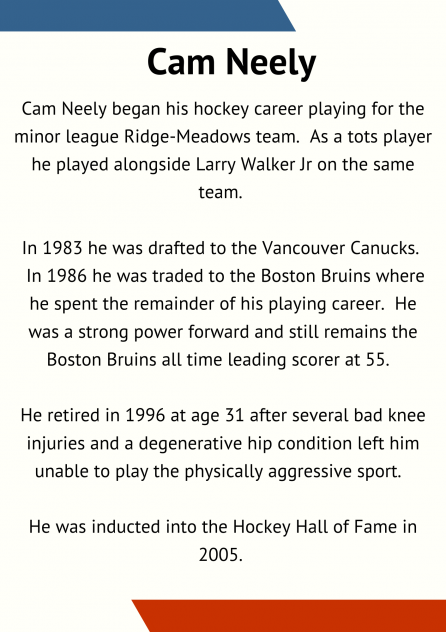 Cam Neely
Cam Neely began his hockey career playing for the
minor league Ridge-Meadows team.  As a tots player
he played alongside Larry Walker Jr on the same
team.
In 1983 he was drafted to the Vancouver Canucks.
In 1986 he was traded to the Boston Bruins where
he spent the remainder of his playing career.  He
was a strong power forward and still remains the
Boston Bruins all time leading scorer at 55.
He retired in 1996 at age 31 after several bad knee
injuries and a degenerative hip condition left him
unable to play the physically aggressive sport.
He was inducted into the Hockey Hall of Fame in
2005.